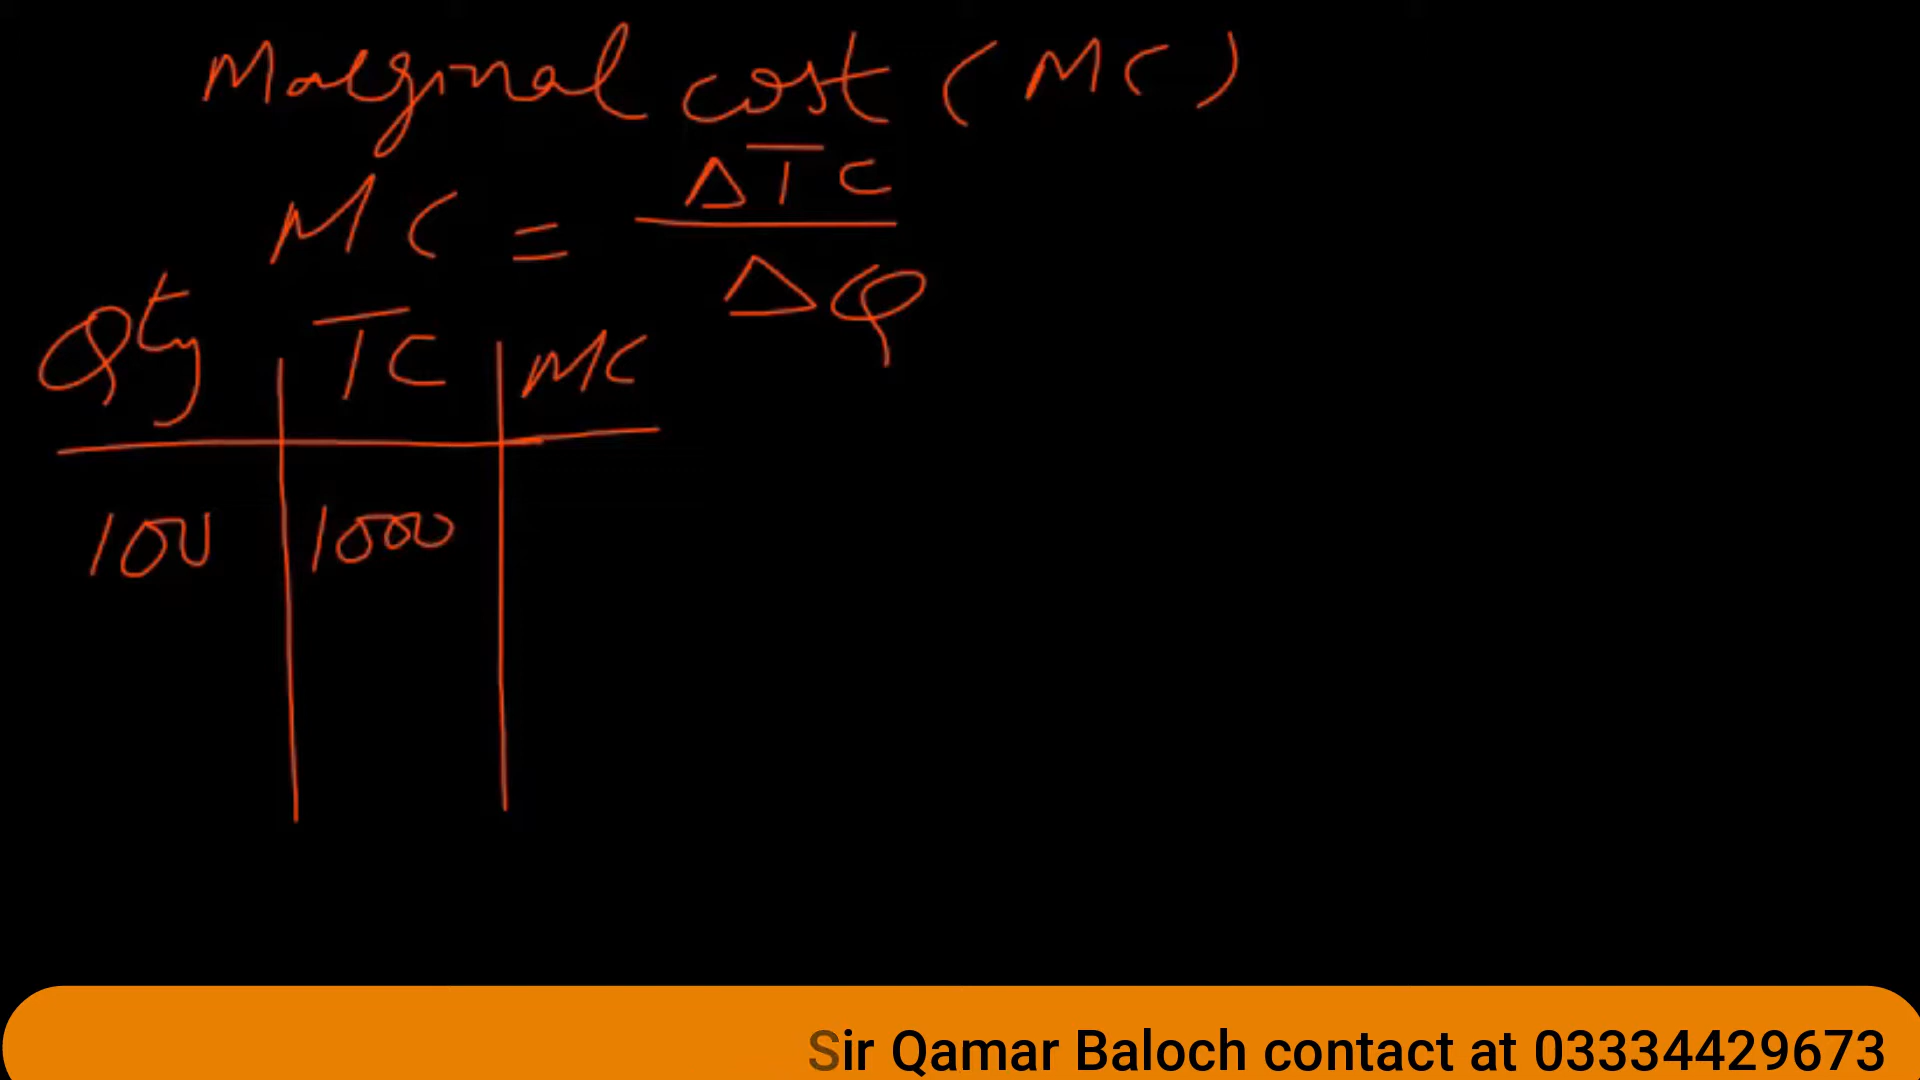 Marginal cost (MC)
MC = ΔTC / ΔQ
Qty TC MC
100 1000
Sir Qamar Baloch contact at 03334429673